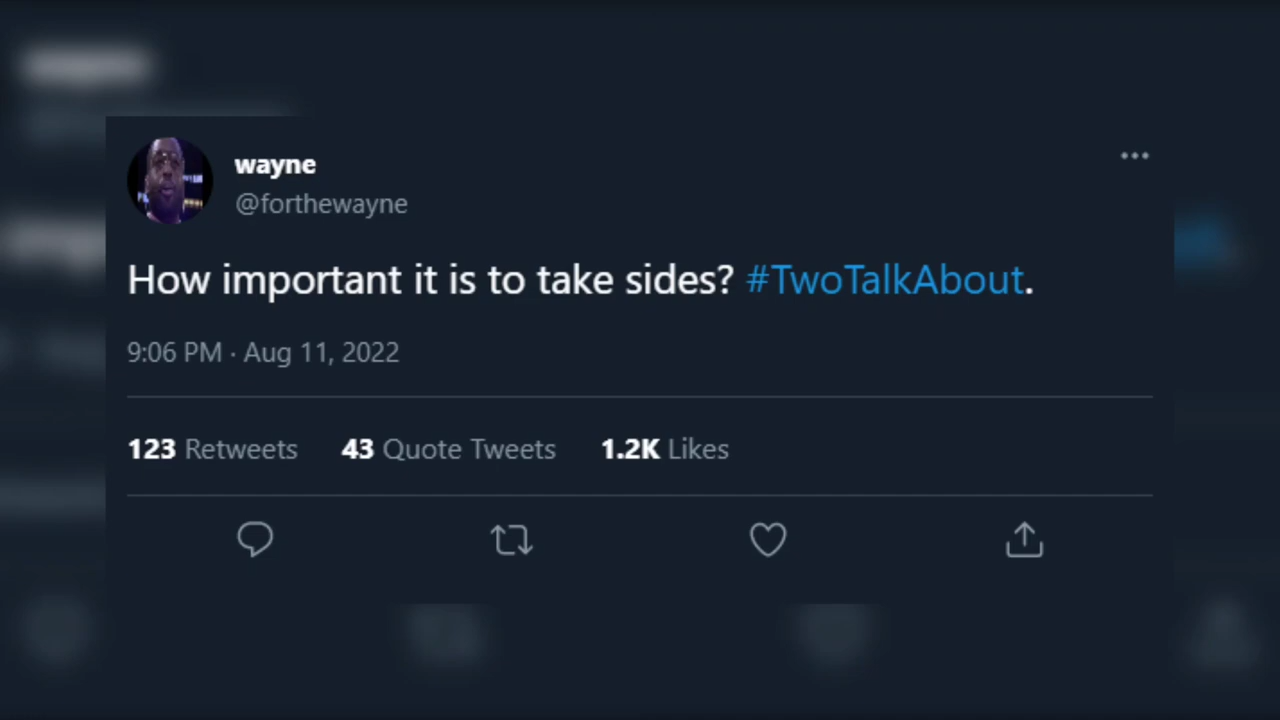 wayne
@forthewayne
How important it is to take sides? #TwoTalkAbout.
9:06 PM · Aug 11, 2022
123 Retweets 43 Quote Tweets 1.2K Likes